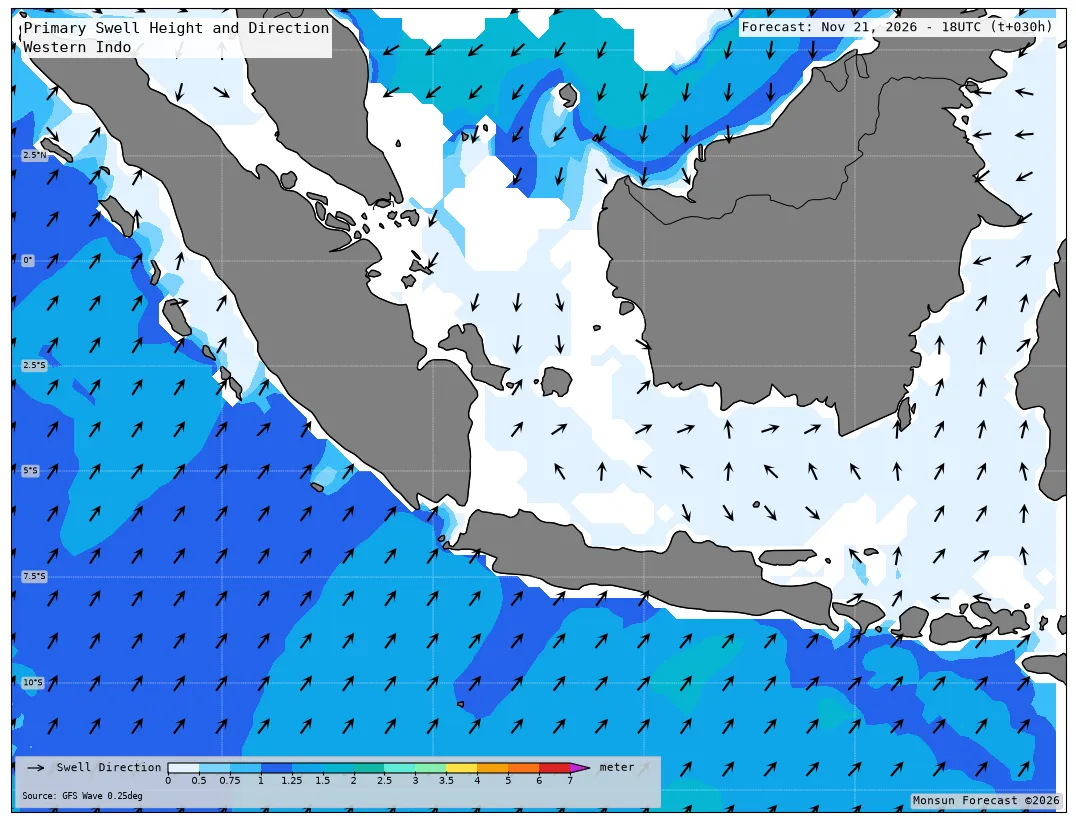 Primary Swell Height and Direction
Western Indo
Forecast: Nov 21, 2026 - 18UTC (t+030h)
2.5°N
0°
2.5°S
5°S
7.5°S
10°S
Swell Direction
0 0.5 0.75 1 1.25 1.5 2 2.5 3 3.5 4 5 6 7
meter
Source: GFS Wave 0.25deg
Monsun Forecast ©2026